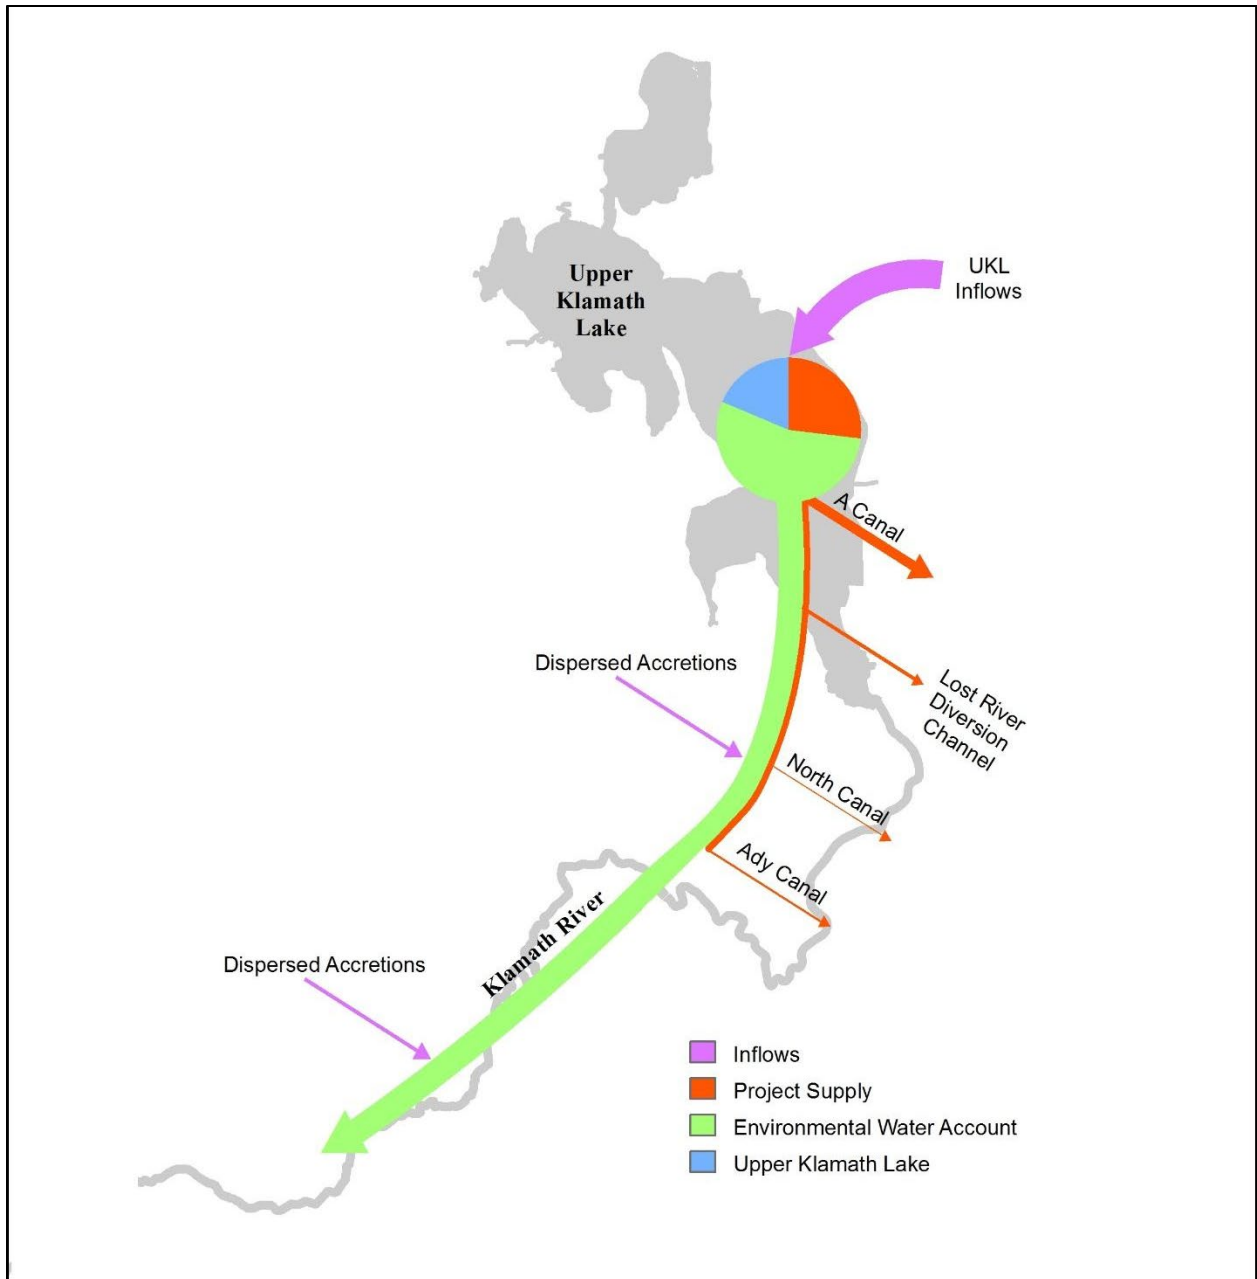 Upper
Klamath
Lake
UKL
Inflows
A Canal
Dispersed Accretions
Lost River
Diversion
Channel
North Canal
Ady Canal
Klamath River
Dispersed Accretions
Inflows
Project Supply
Environmental Water Account
Upper Klamath Lake